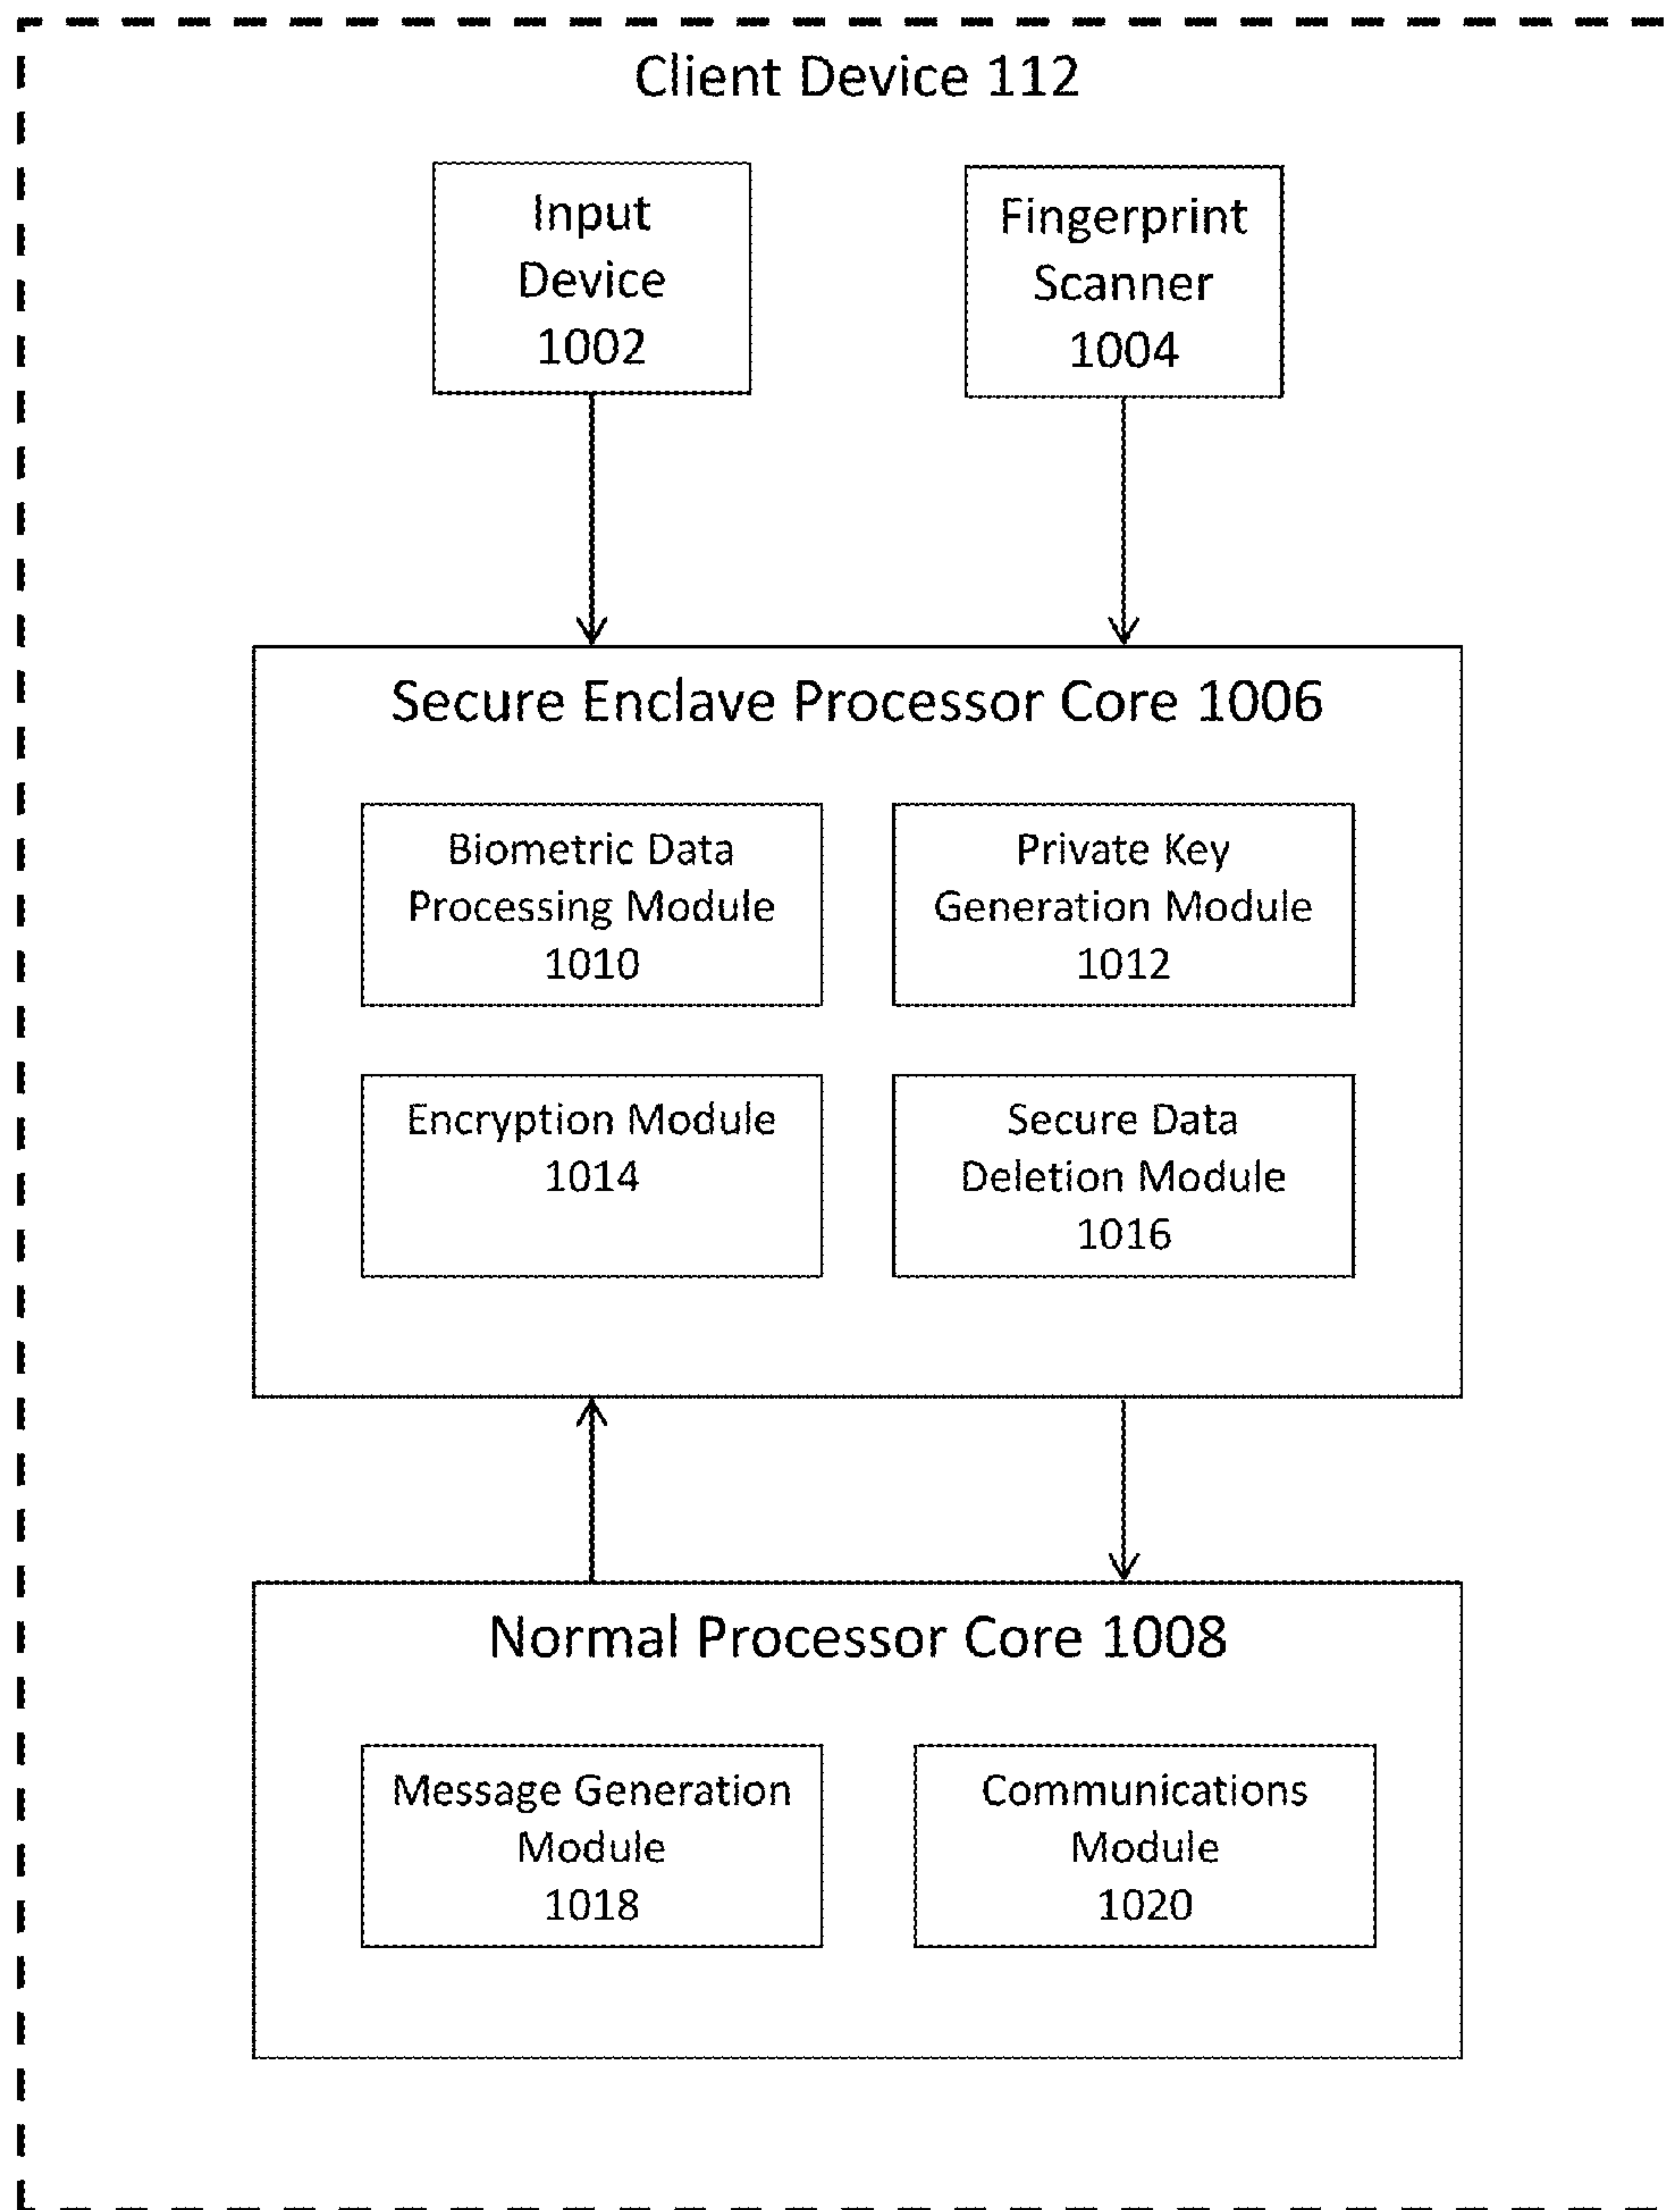 Client Device 112
Input
Device
1002
Fingerprint
Scanner
1004
Secure Enclave Processor Core 1006
Biometric Data
Processing Module
1010
Private Key
Generation Module
1012
Encryption Module
1014
Secure Data
Deletion Module
1016
Normal Processor Core 1008
Message Generation
Module
1018
Communications
Module
1020